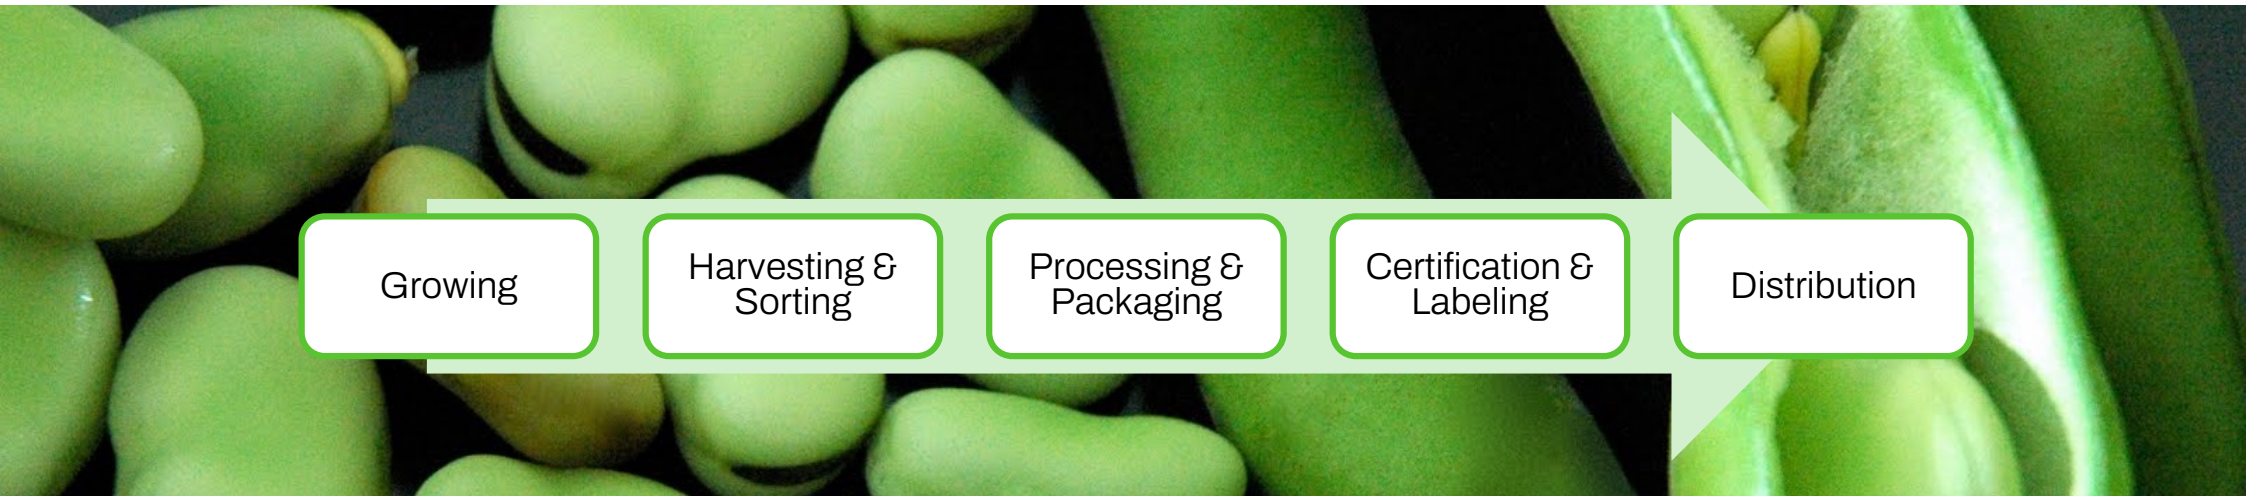 Growing
Harvesting &
Sorting
Processing &
Packaging
Certification &
Labeling
Distribution